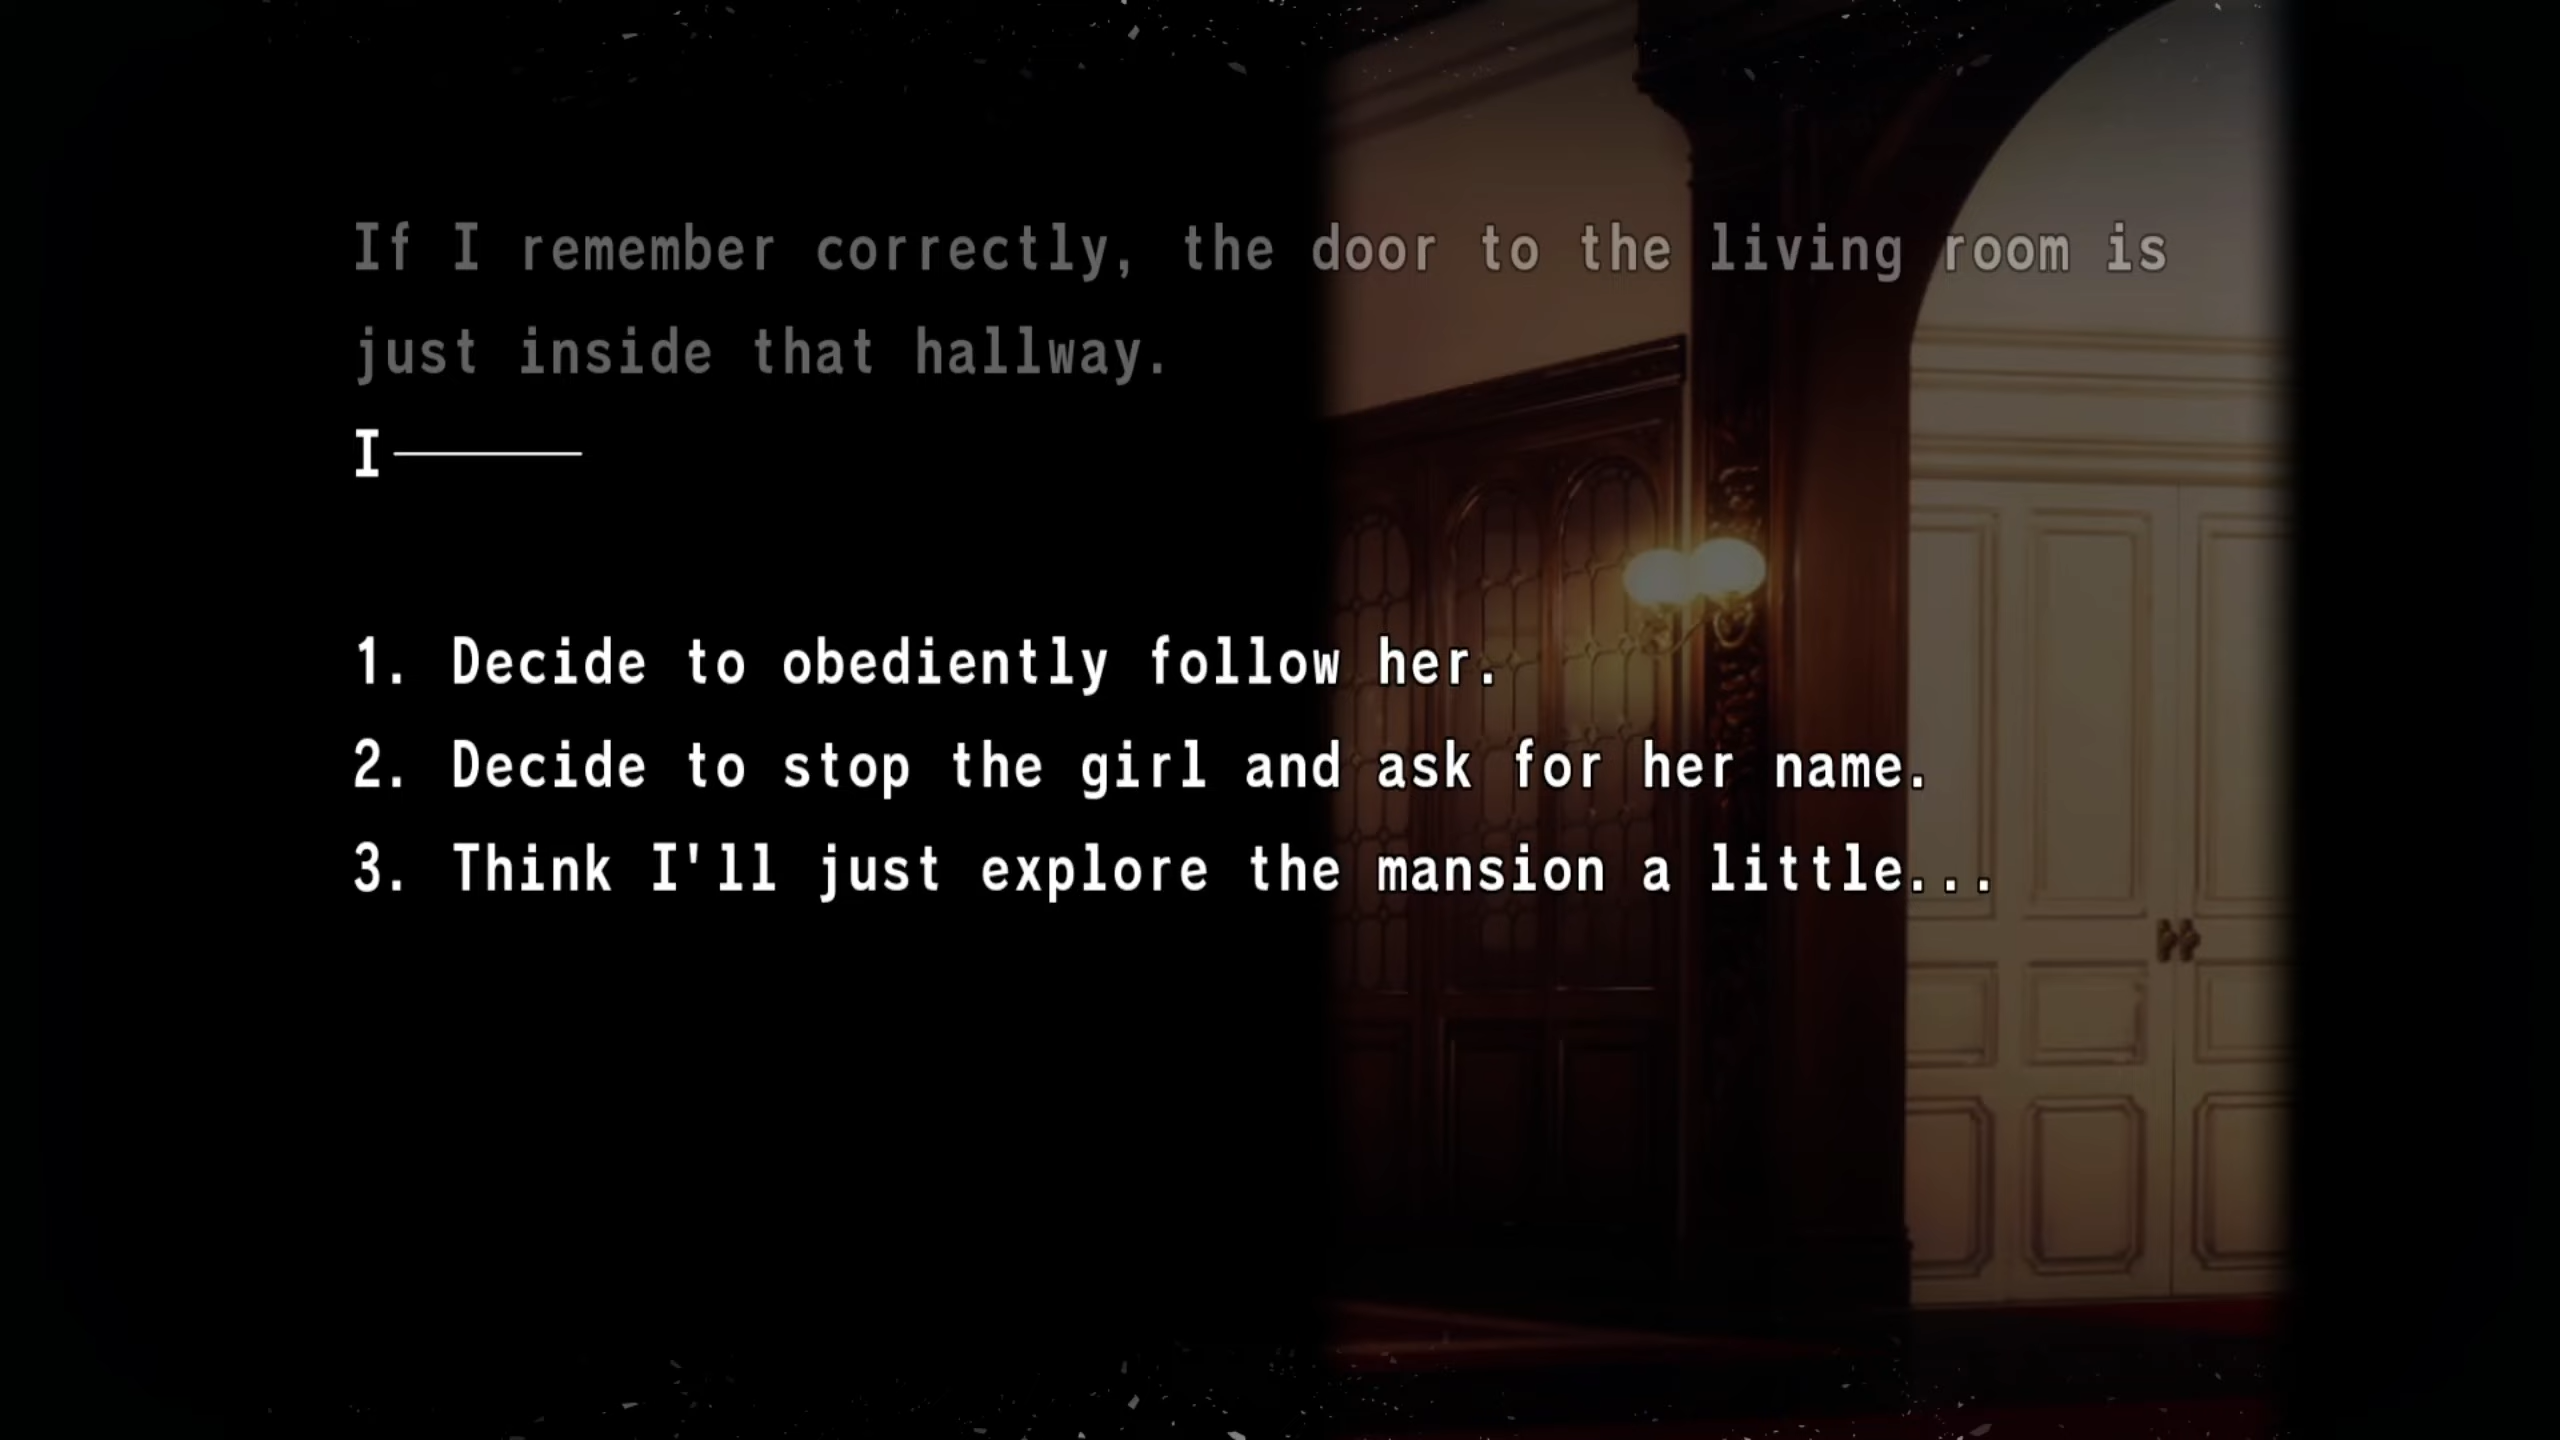 If I remember correctly, the door to the living room is
just inside that hallway.
I———
1. Decide to obediently follow her.
2. Decide to stop the girl and ask for her name.
3. Think I'll just explore the mansion a little...